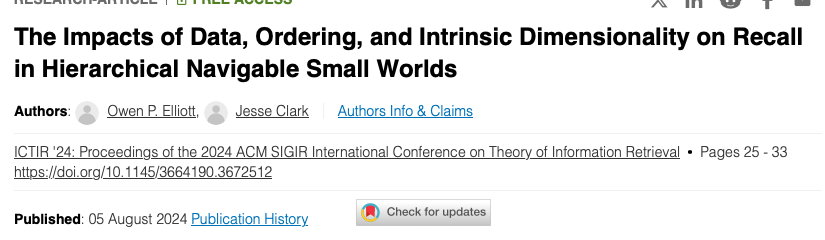 RESEARCH-ARTICLE | FREE ACCESS
The Impacts of Data, Ordering, and Intrinsic Dimensionality on Recall
in Hierarchical Navigable Small Worlds
Authors: Owen P. Elliott, Jesse Clark | Authors Info & Claims
ICTIR '24: Proceedings of the 2024 ACM SIGIR International Conference on Theory of Information Retrieval • Pages 25 - 33
https://doi.org/10.1145/3664190.3672512
Published: 05 August 2024 Publication History Check for updates